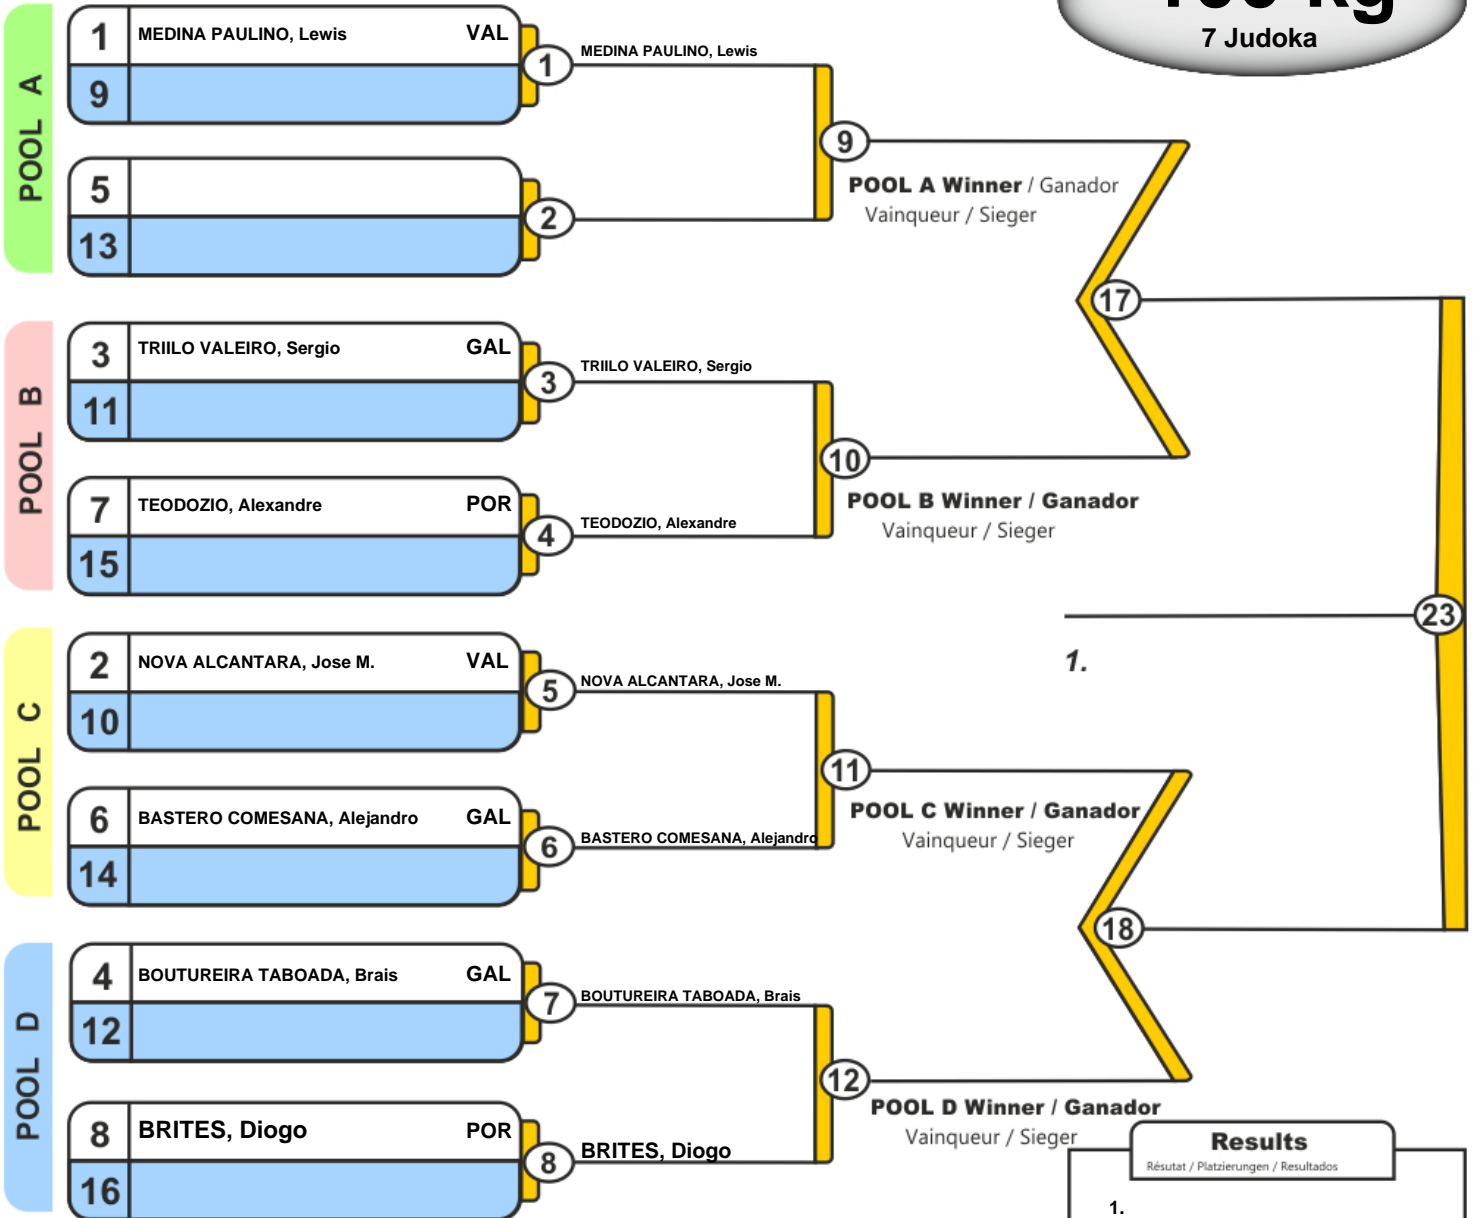 7 Judoka
POOL A
1 MEDINA PAULINO, Lewis VAL
9
1 MEDINA PAULINO, Lewis
5
13
2
9
POOL A Winner / Ganador
Vainqueur / Sieger
17
POOL B
3 TRIILO VALEIRO, Sergio GAL
11
3 TRIILO VALEIRO, Sergio
7 TEODOZIO, Alexandre POR
15
4 TEODOZIO, Alexandre
10
POOL B Winner / Ganador
Vainqueur / Sieger
23
1.
POOL C
2 NOVA ALCANTARA, Jose M. VAL
10
5 NOVA ALCANTARA, Jose M.
6 BASTERO COMESANA, Alejandro GAL
14
6 BASTERO COMESANA, Alejandro
11
POOL C Winner / Ganador
Vainqueur / Sieger
18
POOL D
4 BOUTUREIRA TABOADA, Brais GAL
12
7 BOUTUREIRA TABOADA, Brais
8 BRITES, Diogo POR
16
8 BRITES, Diogo
12
POOL D Winner / Ganador
Vainqueur / Sieger
Results
Résutat / Platzierungen / Resultados
1.